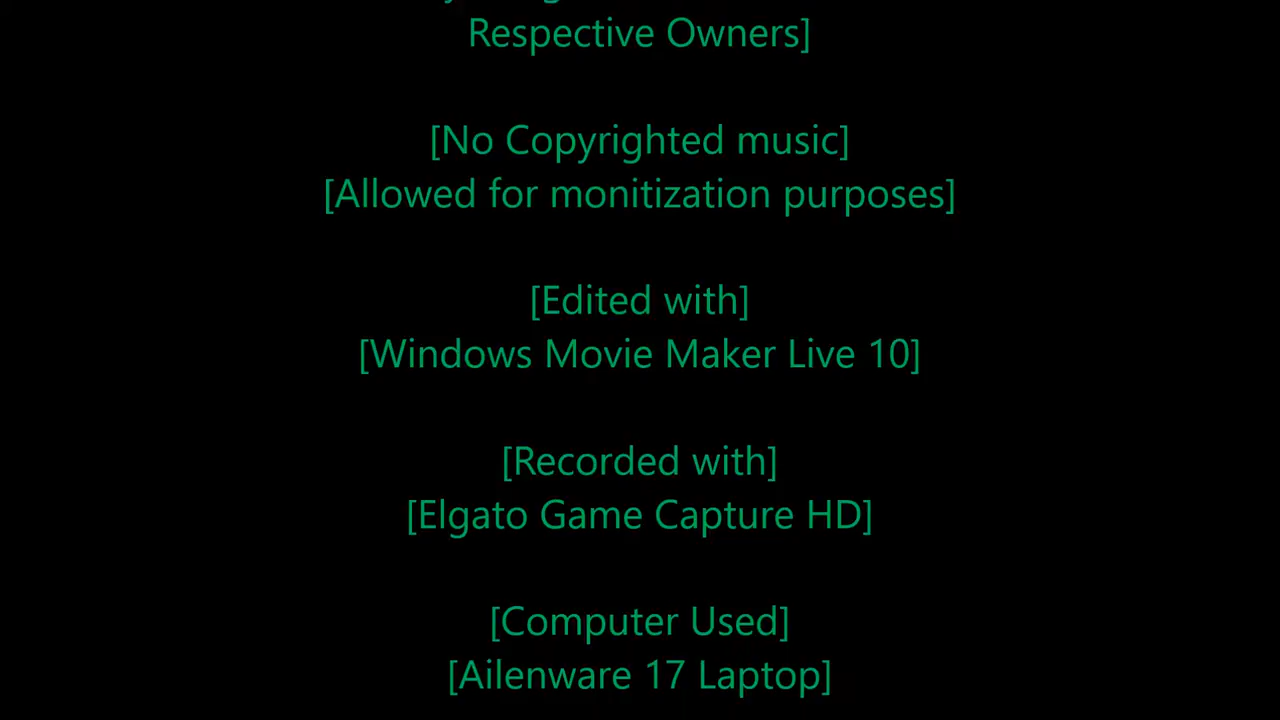 Respective Owners]
[No Copyrighted music]
[Allowed for monitization purposes]
[Edited with]
[Windows Movie Maker Live 10]
[Recorded with]
[Elgato Game Capture HD]
[Computer Used]
[Ailenware 17 Laptop]